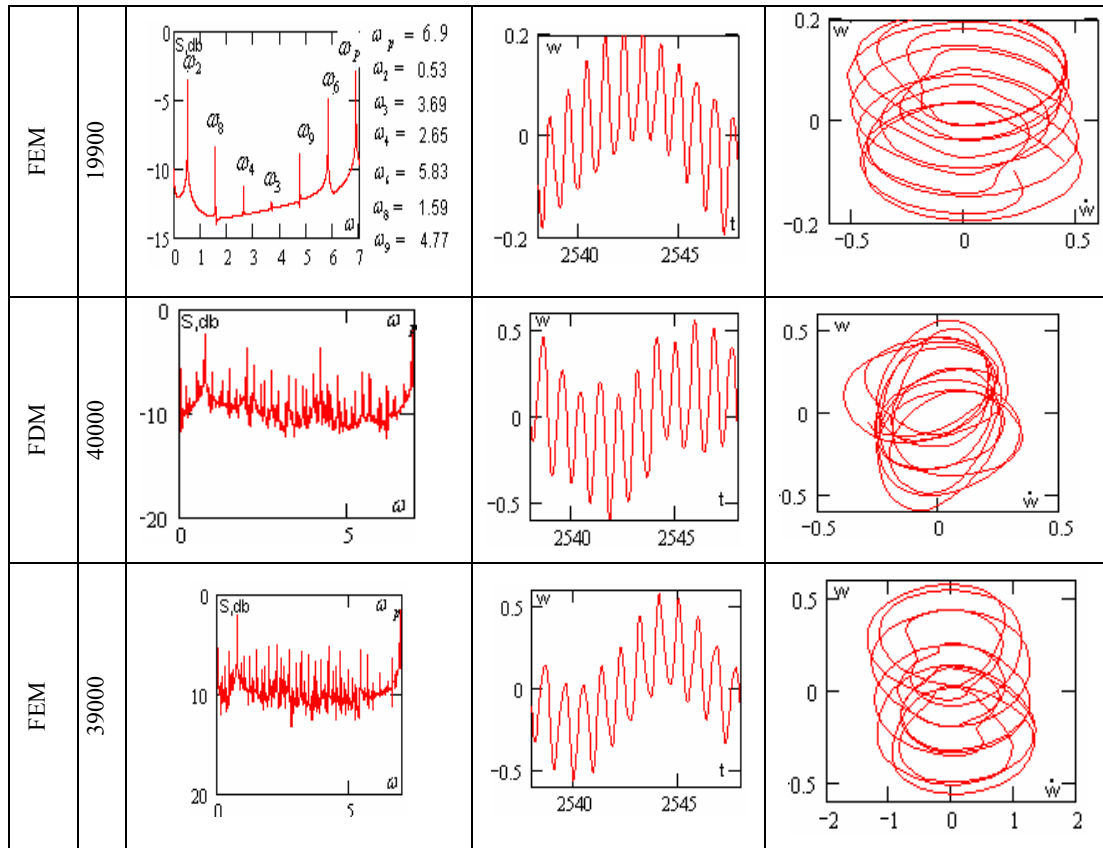 FEM
19900
S,db
0
-5
-10
-15
0 1 2 3 4 5 6 7
ω₂
ω₈
ω₄
ω₃
ω₉
ω₆
ωₚ
ω
ωₚ = 6.9
ω₂ = 0.53
ω₃ = 3.69
ω₄ = 2.65
ω₆ = 5.83
ω₈ = 1.59
ω₉ = 4.77
w
0.2
0
-0.2
2540 2545
t
w
0.2
0
-0.2
-0.5 0 0.5
ẇ
FDM
40000
S,db
0
-10
-20
0 5
ωₚ
ω
w
0.5
0
-0.5
2540 2545
t
w
0.5
0
-0.5
-0.5 0 0.5
ẇ
FEM
39000
S,db
0
10
20
0 5
ωₚ
ω
w
0.5
0
-0.5
2540 2545
t
w
0.5
0
-0.5
-2 -1 0 1 2
ẇ